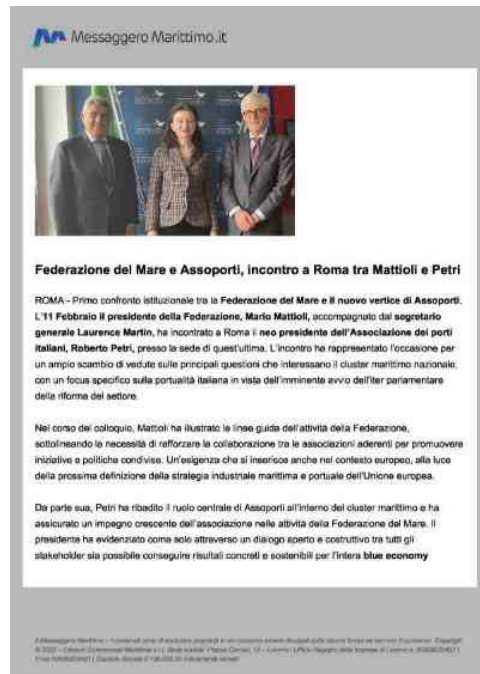 Messaggero Marittimo.it
Federazione del Mare e Assoporti, incontro a Roma tra Mattioli e Petri
ROMA - Primo confronto istituzionale tra la Federazione del Mare e il nuovo vertice di Assoporti.
L'11 Febbraio il presidente della Federazione, Mario Mattioli, accompagnato dal segretario
generale Laurence Martin, ha incontrato a Roma il neo presidente dell'Associazione dei porti
italiani, Roberto Petri, presso la sede di quest'ultima. L'incontro ha rappresentato l'occasione per
un ampio scambio di vedute sulle principali questioni che interessano il cluster marittimo nazionale,
con un focus specifico sulla portualità italiana in vista dell'imminente avvio dell'iter parlamentare
della riforma del settore.
Nel corso del colloquio, Mattioli ha illustrato le linee guida dell'attività della Federazione,
sottolineando la necessità di rafforzare la collaborazione tra le associazioni aderenti per promuovere
iniziative e politiche condivise. Un'esigenza che si inserisce anche nel contesto europeo, alla luce
della prossima definizione della strategia industriale marittima e portuale dell'Unione europea.
Da parte sua, Petri ha ribadito il ruolo centrale di Assoporti all'interno del cluster marittimo e ha
assicurato un impegno crescente dell'associazione nelle attività della Federazione del Mare. Il
presidente ha evidenziato come solo attraverso un dialogo aperto e costruttivo tra tutti gli
stakeholder sia possibile conseguire risultati concreti e sostenibili per l'intera blue economy